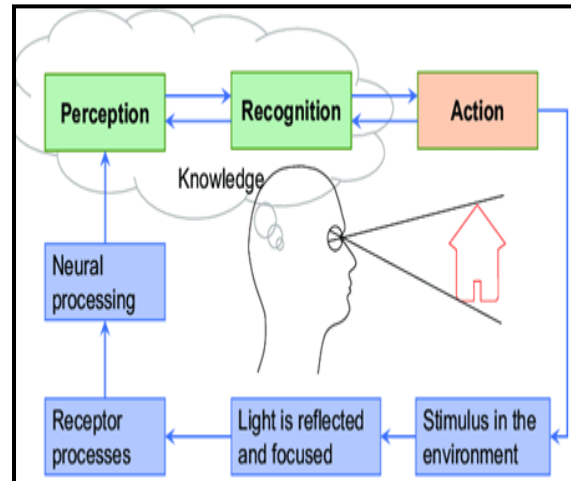 Perception
Recognition
Action
Knowledge
Neural
processing
Receptor
processes
Light is reflected
and focused
Stimulus in the
environment